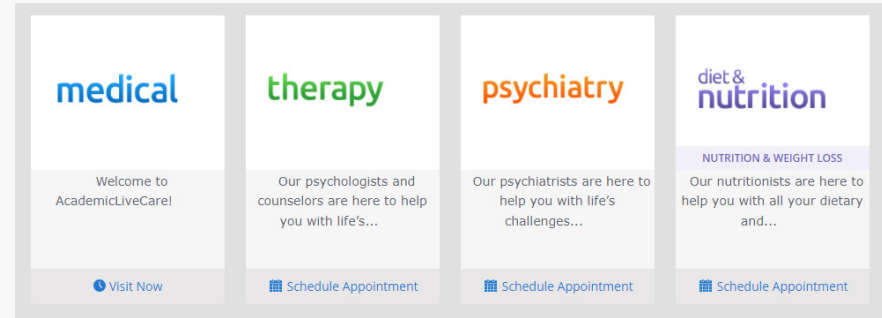 medical
Welcome to
AcademicLiveCare!
Visit Now
therapy
Our psychologists and
counselors are here to help
you with life’s...
Schedule Appointment
psychiatry
Our psychiatrists are here to
help you with life’s
challenges...
Schedule Appointment
diet &
nutrition
NUTRITION & WEIGHT LOSS
Our nutritionists are here to
help you with all your dietary
and...
Schedule Appointment